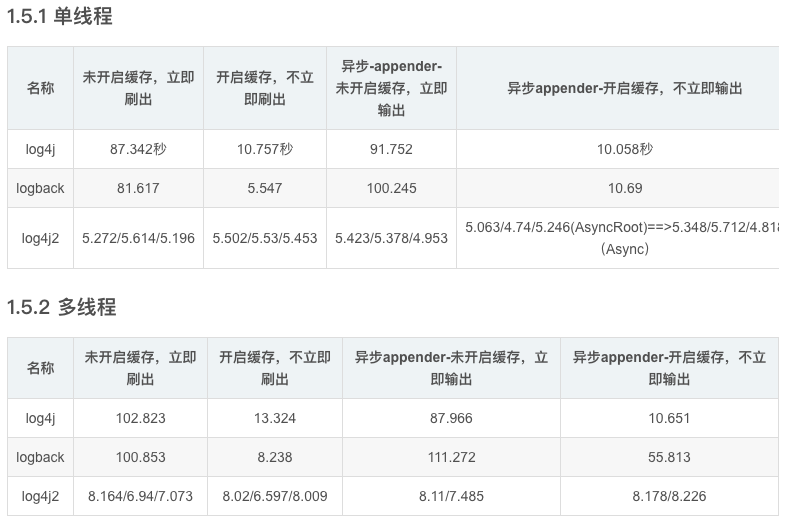 1.5.1 单线程
名称
未开启缓存，立即
刷出
开启缓存，不立
即刷出
异步-appender-
未开启缓存，立即
输出
异步appender-开启缓存，不立即输出
log4j
87.342秒
10.757秒
91.752
10.058秒
logback
81.617
5.547
100.245
10.69
log4j2
5.272/5.614/5.196
5.502/5.53/5.453
5.423/5.378/4.953
5.063/4.74/5.246(AsyncRoot)==>5.348/5.712/4.818
（Async）
1.5.2 多线程
名称
未开启缓存，立即
刷出
开启缓存，不立即
刷出
异步appender-未开启缓存，立
即输出
异步appender-开启缓存，不立
即输出
log4j
102.823
13.324
87.966
10.651
logback
100.853
8.238
111.272
55.813
log4j2
8.164/6.94/7.073
8.02/6.597/8.009
8.11/7.485
8.178/8.226